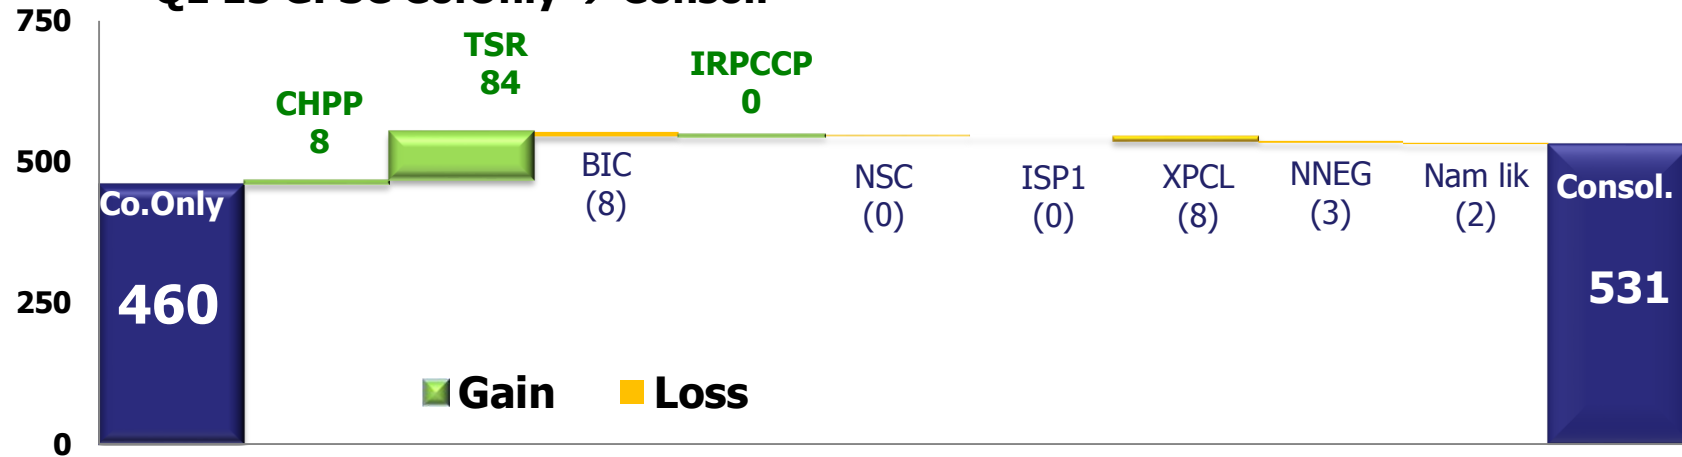 750
500
250
0
CHPP
8
TSR
84
IRPCCP
0
BIC
(8)
NSC
(0)
ISP1
(0)
XPCL
(8)
NNEG
(3)
Nam lik
(2)
Co.Only
460
Consol.
531
Gain
Loss